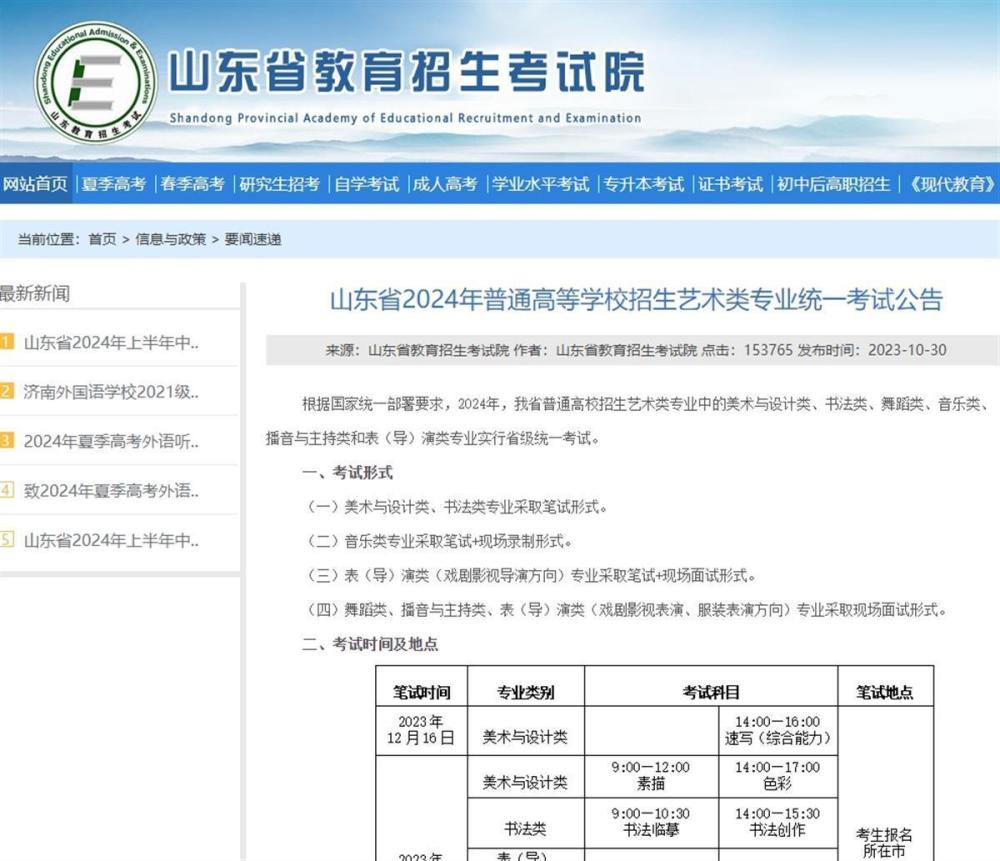 Shandong Educational Admission & Examinations
山东教育招生考试
山东省教育招生考试院
Shandong Provincial Academy of Educational Recruitment and Examination
网站首页 夏季高考 春季高考 研究生招考 自学考试 成人高考 学业水平考试 专升本考试 证书考试 初中后高职招生 《现代教育》
当前位置：首页 > 信息与政策 > 要闻速递
最新新闻
1 山东省2024年上半年中..
2 济南外国语学校2021级..
3 2024年夏季高考外语听..
4 致2024年夏季高考外语..
5 山东省2024年上半年中..
山东省2024年普通高等学校招生艺术类专业统一考试公告
来源：山东省教育招生考试院 作者：山东省教育招生考试院 点击：153765 发布时间：2023-10-30
根据国家统一部署要求，2024年，我省普通高校招生艺术类专业中的美术与设计类、书法类、舞蹈类、音乐类、
播音与主持类和表（导）演类专业实行省级统一考试。
一、考试形式
（一）美术与设计类、书法类专业采取笔试形式。
（二）音乐类专业采取笔试+现场录制形式。
（三）表（导）演类（戏剧影视导演方向）专业采取笔试+现场面试形式。
（四）舞蹈类、播音与主持类、表（导）演类（戏剧影视表演、服装表演方向）专业采取现场面试形式。
二、考试时间及地点
笔试时间 专业类别 考试科目 笔试地点
2023年
12月16日
美术与设计类
14:00—16:00
速写（综合能力）
美术与设计类
9:00—12:00
素描
14:00—17:00
色彩
书法类
9:00—10:30
书法临摹
14:00—15:30
书法创作
考生报名
所在市
2023年
表（导）